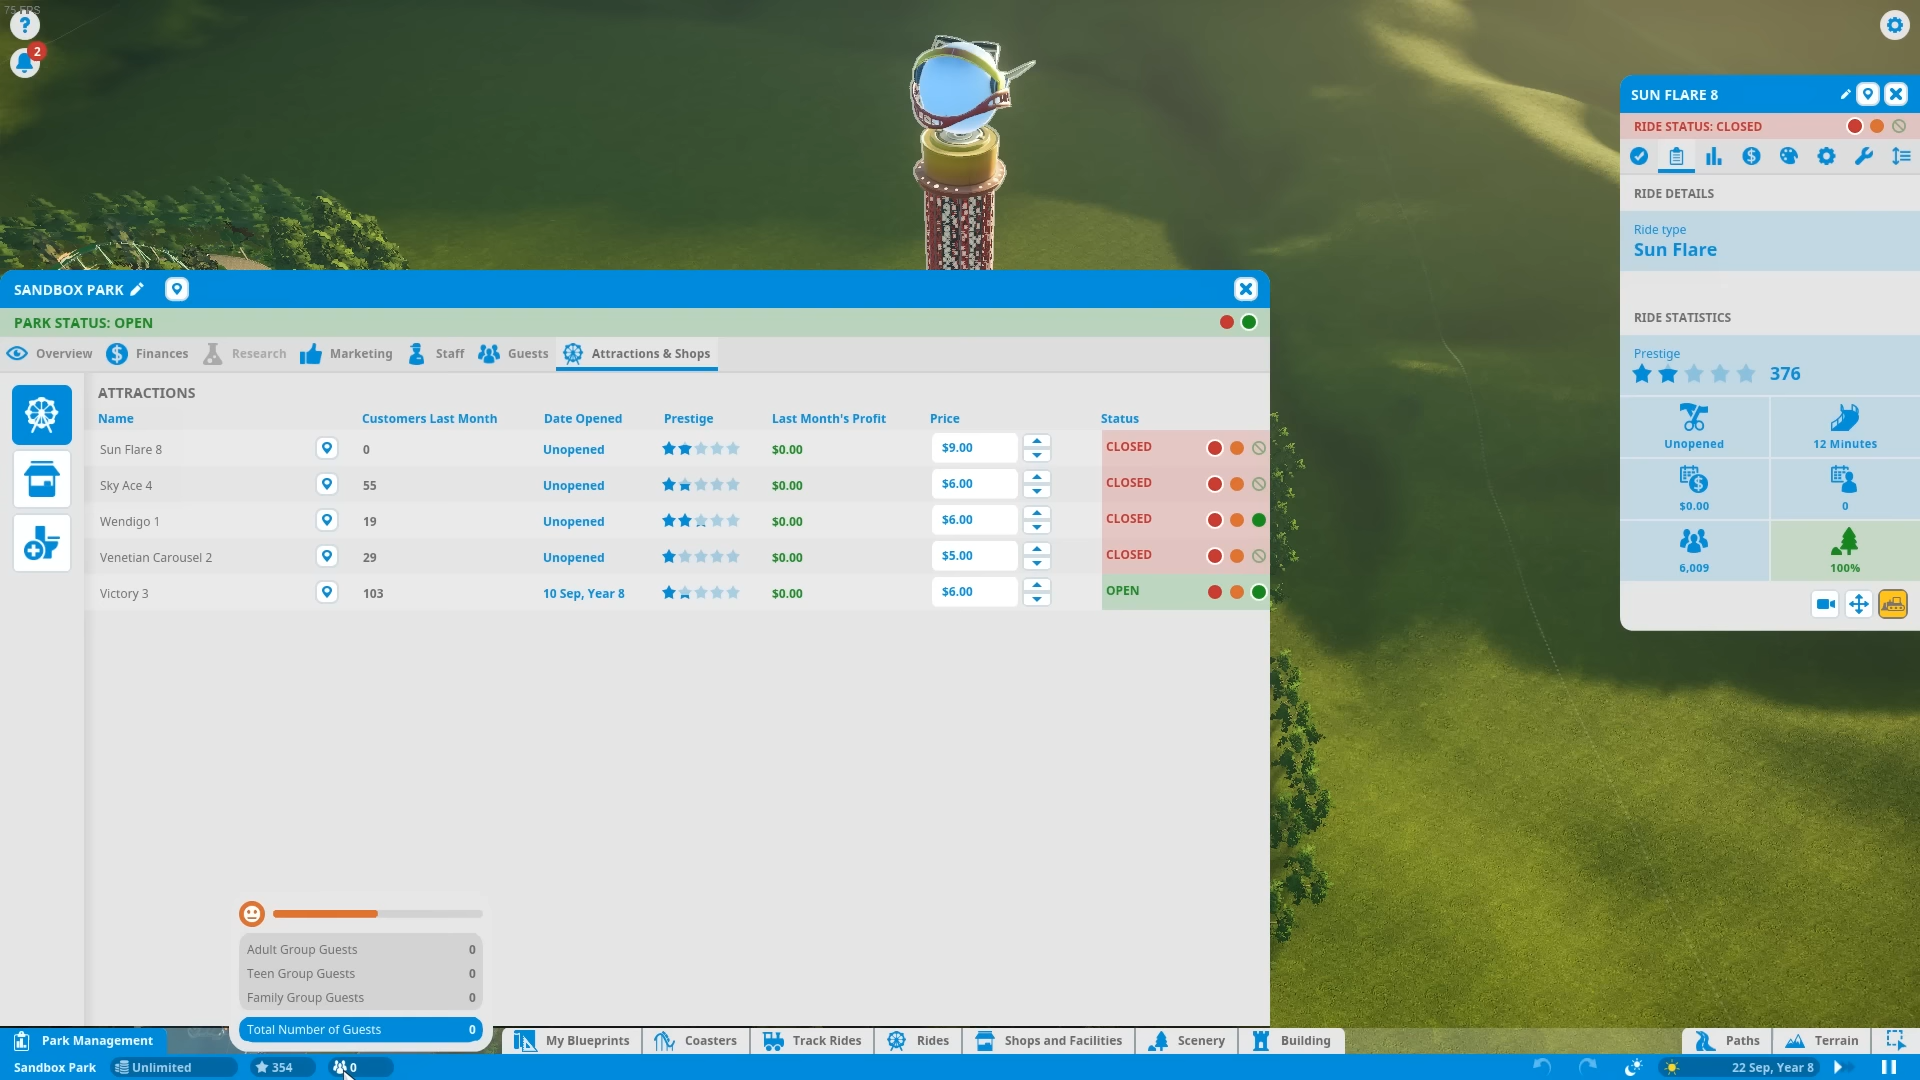 75 FPS
2
SUN FLARE 8
RIDE STATUS: CLOSED
RIDE DETAILS
Ride type
Sun Flare
RIDE STATISTICS
Prestige
376
Unopened
12 Minutes
$0.00
0
6,009
100%
SANDBOX PARK
PARK STATUS: OPEN
Overview
Finances
Research
Marketing
Staff
Guests
Attractions & Shops
ATTRACTIONS
Name Customers Last Month Date Opened Prestige Last Month's Profit Price Status
Sun Flare 8 0 Unopened $0.00 $9.00 CLOSED
Sky Ace 4 55 Unopened $0.00 $6.00 CLOSED
Wendigo 1 19 Unopened $0.00 $6.00 CLOSED
Venetian Carousel 2 29 Unopened $0.00 $5.00 CLOSED
Victory 3 103 10 Sep, Year 8 $0.00 $6.00 OPEN
Adult Group Guests 0
Teen Group Guests 0
Family Group Guests 0
Total Number of Guests 0
Park Management
My Blueprints
Coasters
Track Rides
Rides
Shops and Facilities
Scenery
Building
Paths
Terrain
Sandbox Park
Unlimited
354
0
22 Sep, Year 8